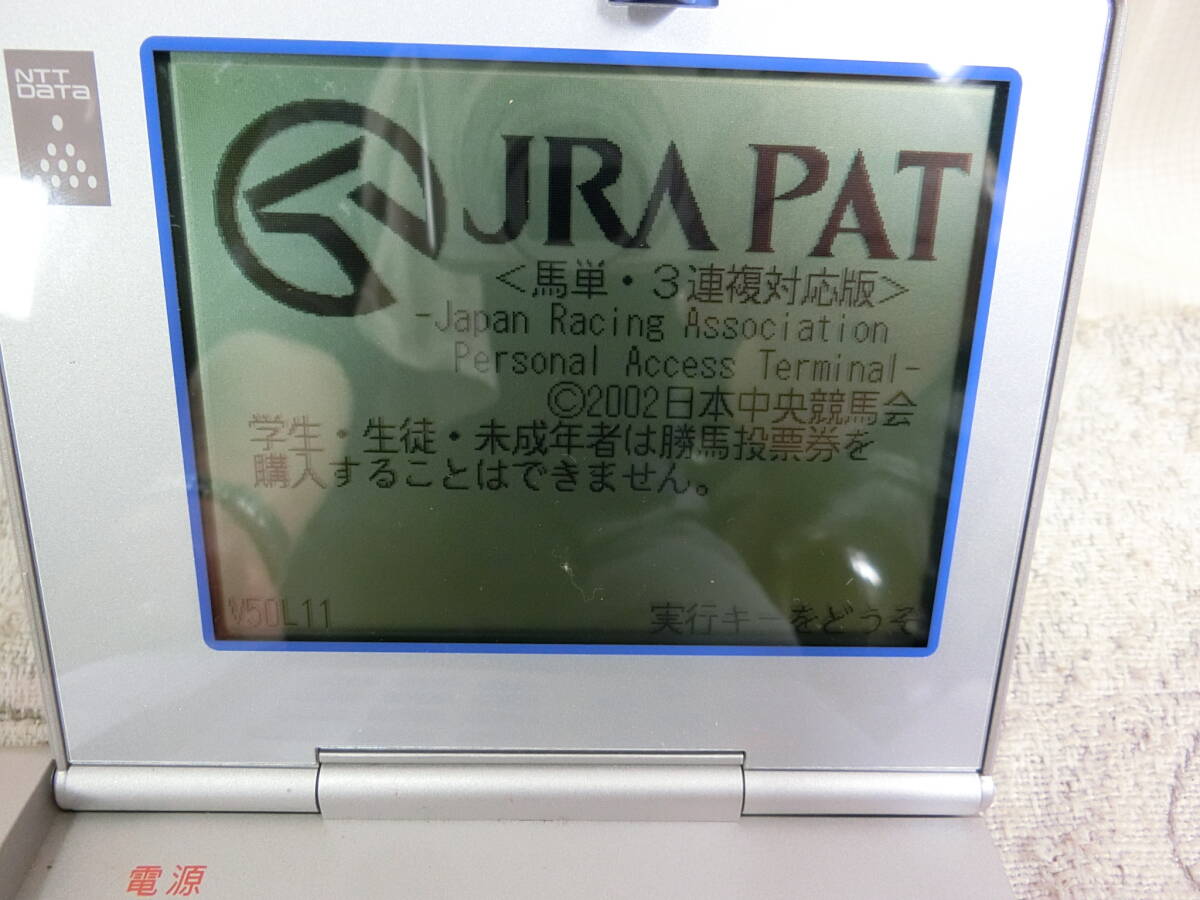 NTT
DATA
JRA PAT
<馬単・3連複対応版>
-Japan Racing Association
Personal Access Terminal-
©2002日本中央競馬会
学生・生徒・未成年者は勝馬投票券を
購入することはできません。
V50L11
実行キーをどうぞ
電源